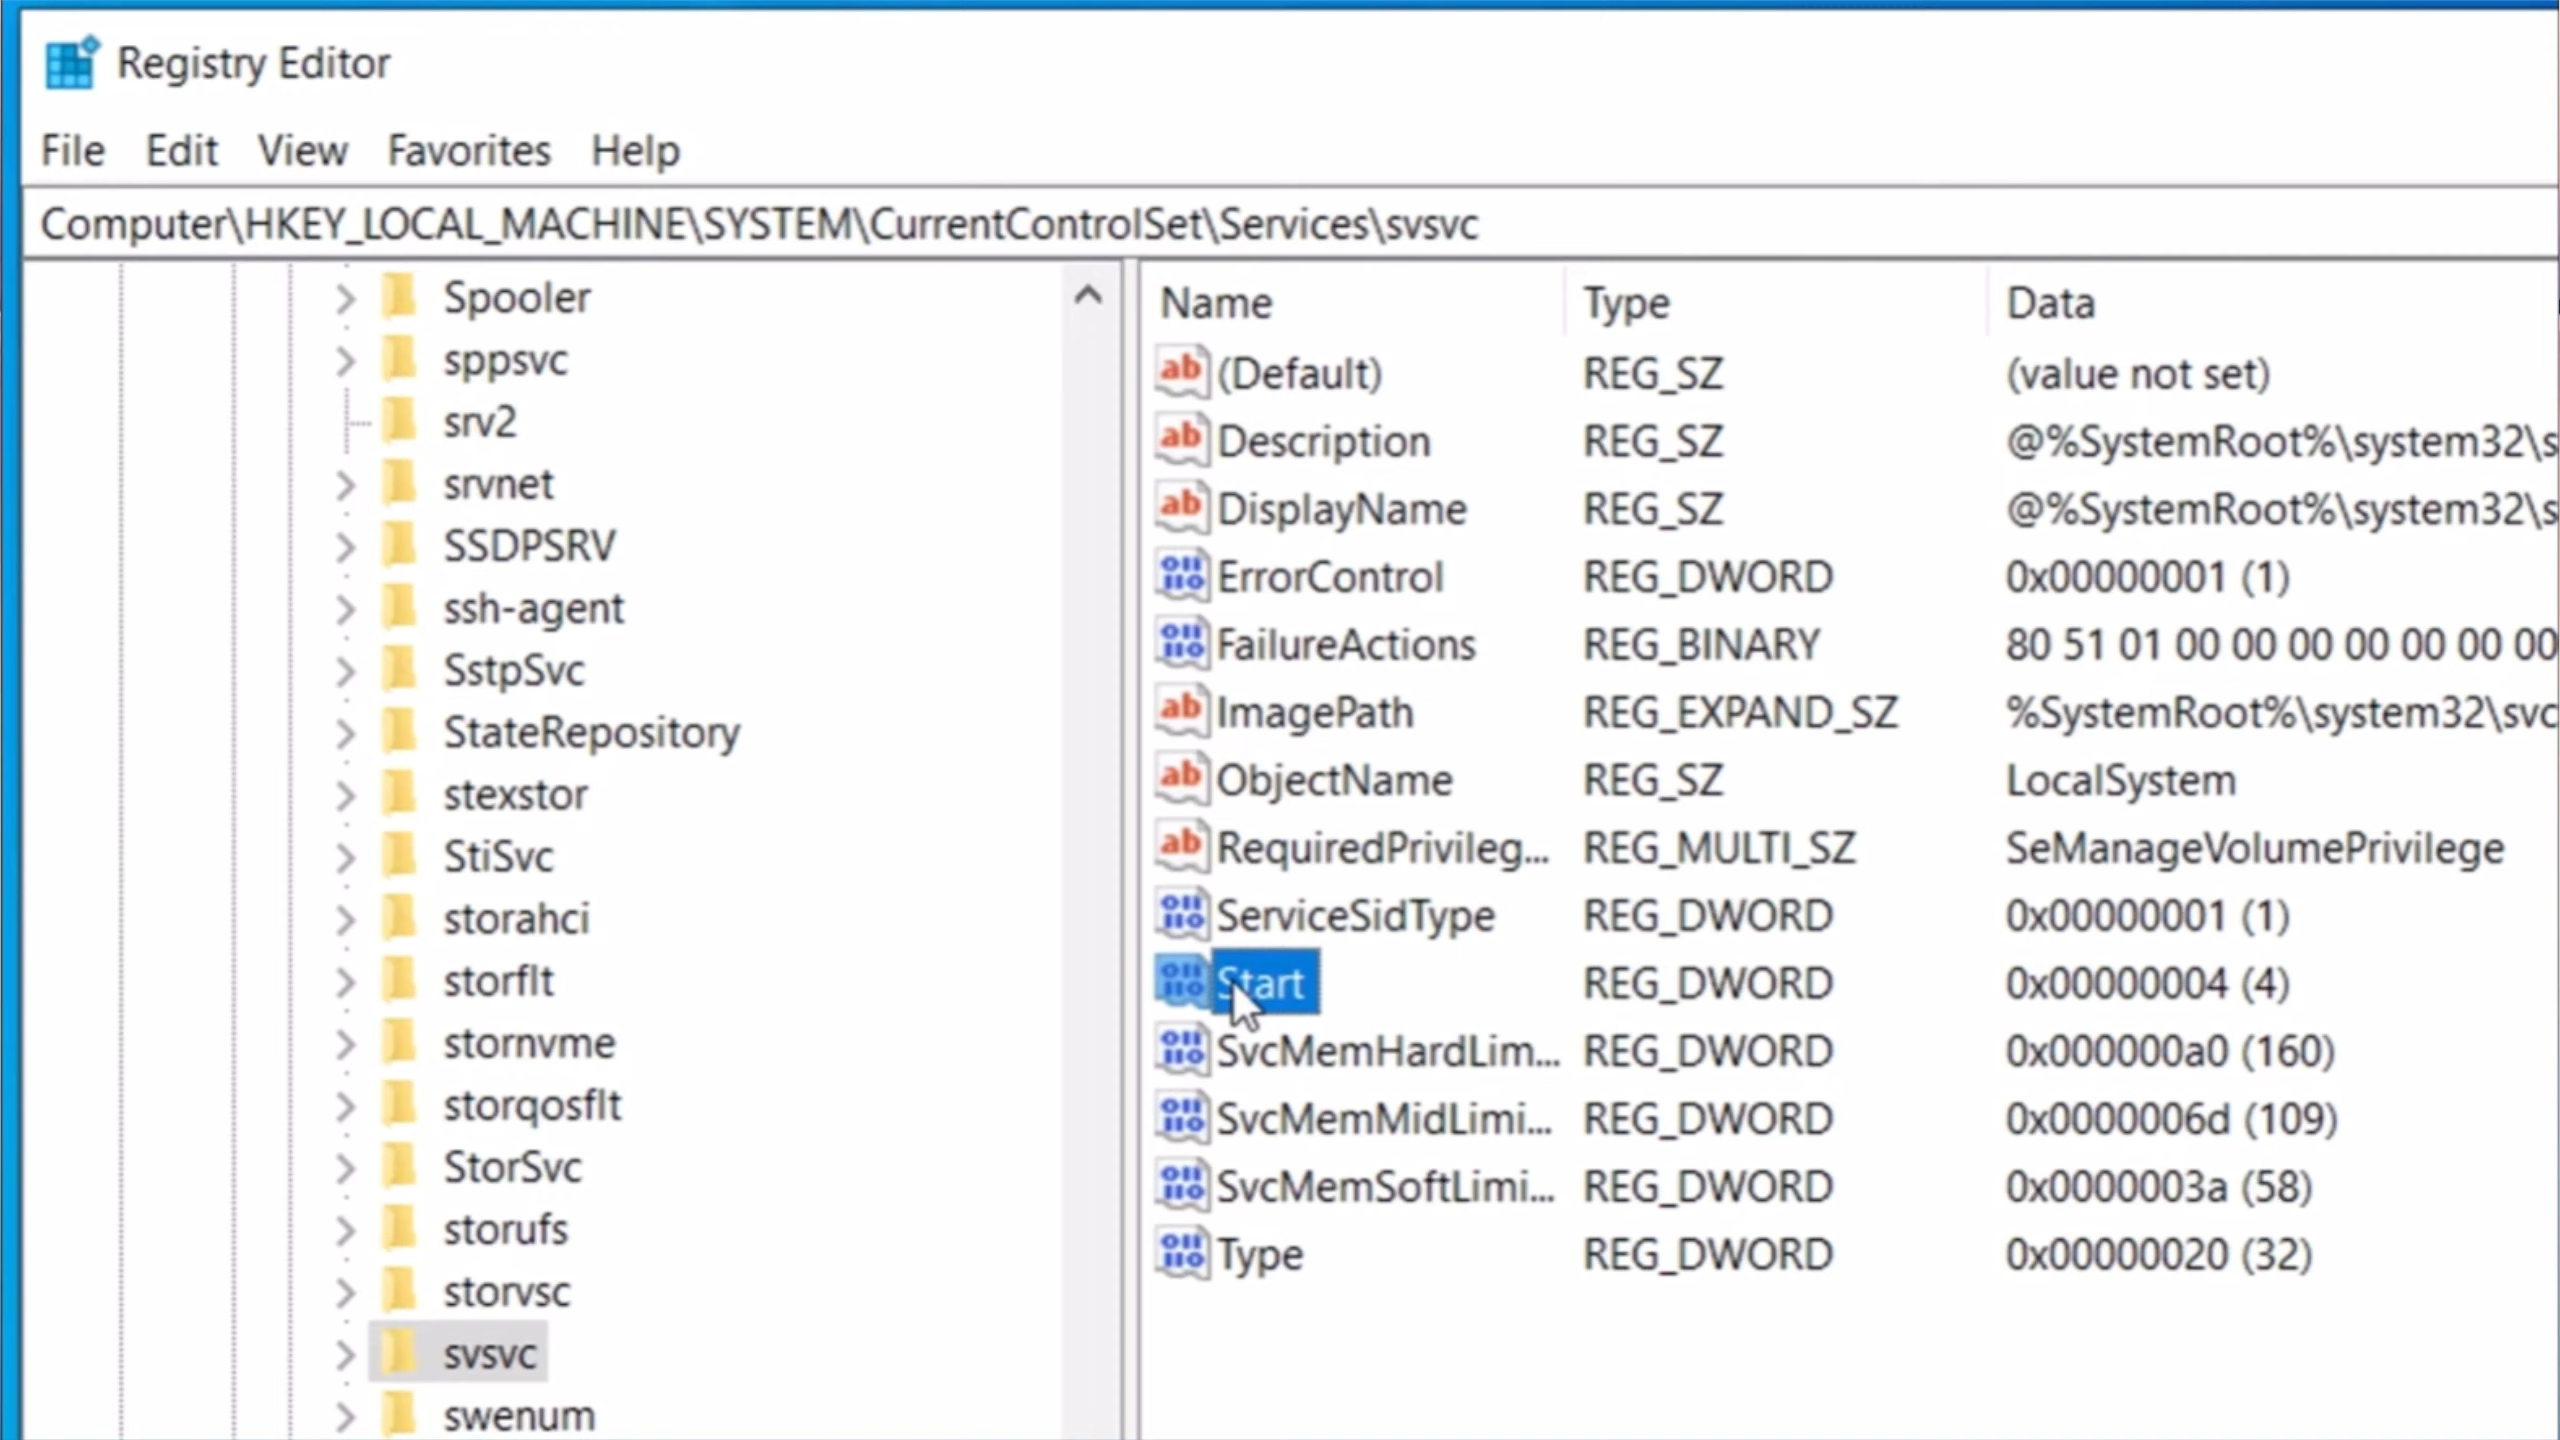 Registry Editor
File Edit View Favorites Help
Computer\HKEY_LOCAL_MACHINE\SYSTEM\CurrentControlSet\Services\svsvc
Spooler
sppsvc
srv2
srvnet
SSDPSRV
ssh-agent
SstpSvc
StateRepository
stexstor
StiSvc
storahci
storflt
stornvme
storqosflt
StorSvc
storufs
storvsc
svsvc
swenum
Name Type Data
(Default) REG_SZ (value not set)
Description REG_SZ @%SystemRoot%\system32\s
DisplayName REG_SZ @%SystemRoot%\system32\s
ErrorControl REG_DWORD 0x00000001 (1)
FailureActions REG_BINARY 80 51 01 00 00 00 00 00 00 00
ImagePath REG_EXPAND_SZ %SystemRoot%\system32\svc
ObjectName REG_SZ LocalSystem
RequiredPrivileg... REG_MULTI_SZ SeManageVolumePrivilege
ServiceSidType REG_DWORD 0x00000001 (1)
Start REG_DWORD 0x00000004 (4)
SvcMemHardLim... REG_DWORD 0x000000a0 (160)
SvcMemMidLimi... REG_DWORD 0x0000006d (109)
SvcMemSoftLimi... REG_DWORD 0x0000003a (58)
Type REG_DWORD 0x00000020 (32)